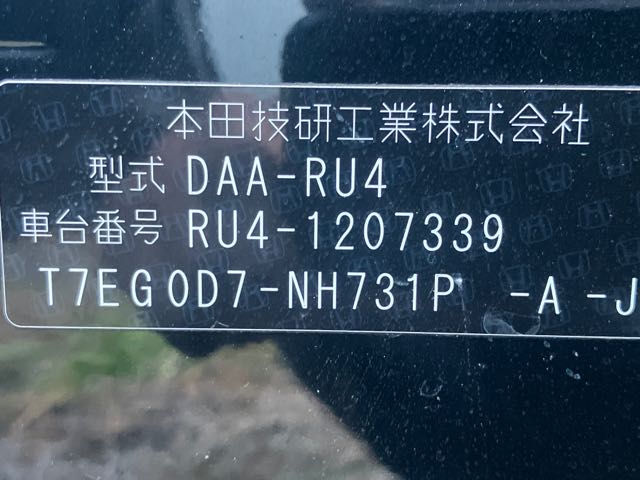 本田技研工業株式会社
型式 DAA-RU4
車台番号 RU4-1207339
T7EG0D7-NH731P -A -J